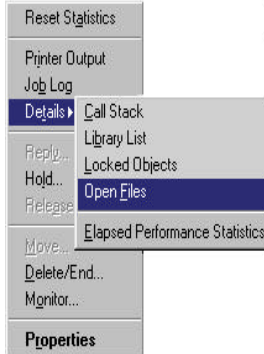 Reset Statistics
Printer Output
Job Log
Details
Call Stack
Library List
Locked Objects
Open Files
Elapsed Performance Statistics
Reply...
Hold...
Release
Move...
Delete/End...
Monitor...
Properties